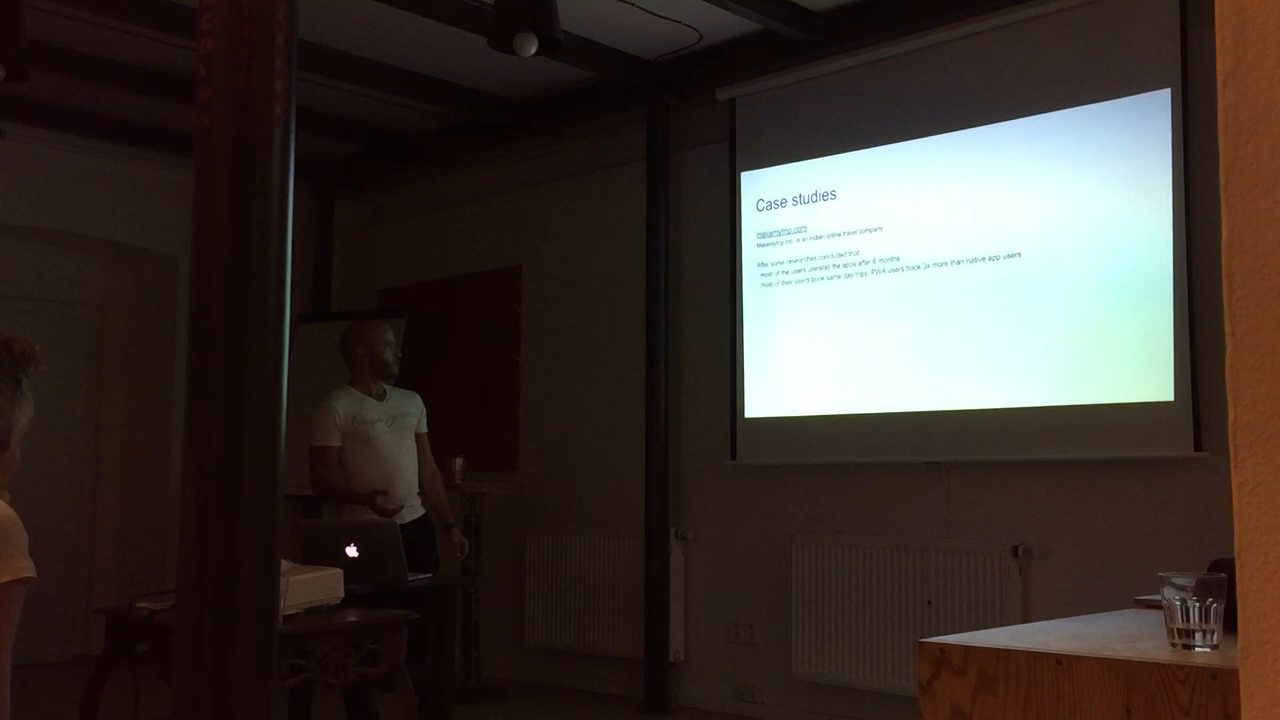 Case studies
makemytrip.com
Makemytrip Inc. is an Indian online travel company
After some researches concluded that:
most of the users uninstall the apps after 6 months.
most of their users book same day trips. PWA users book 3x more than native app users